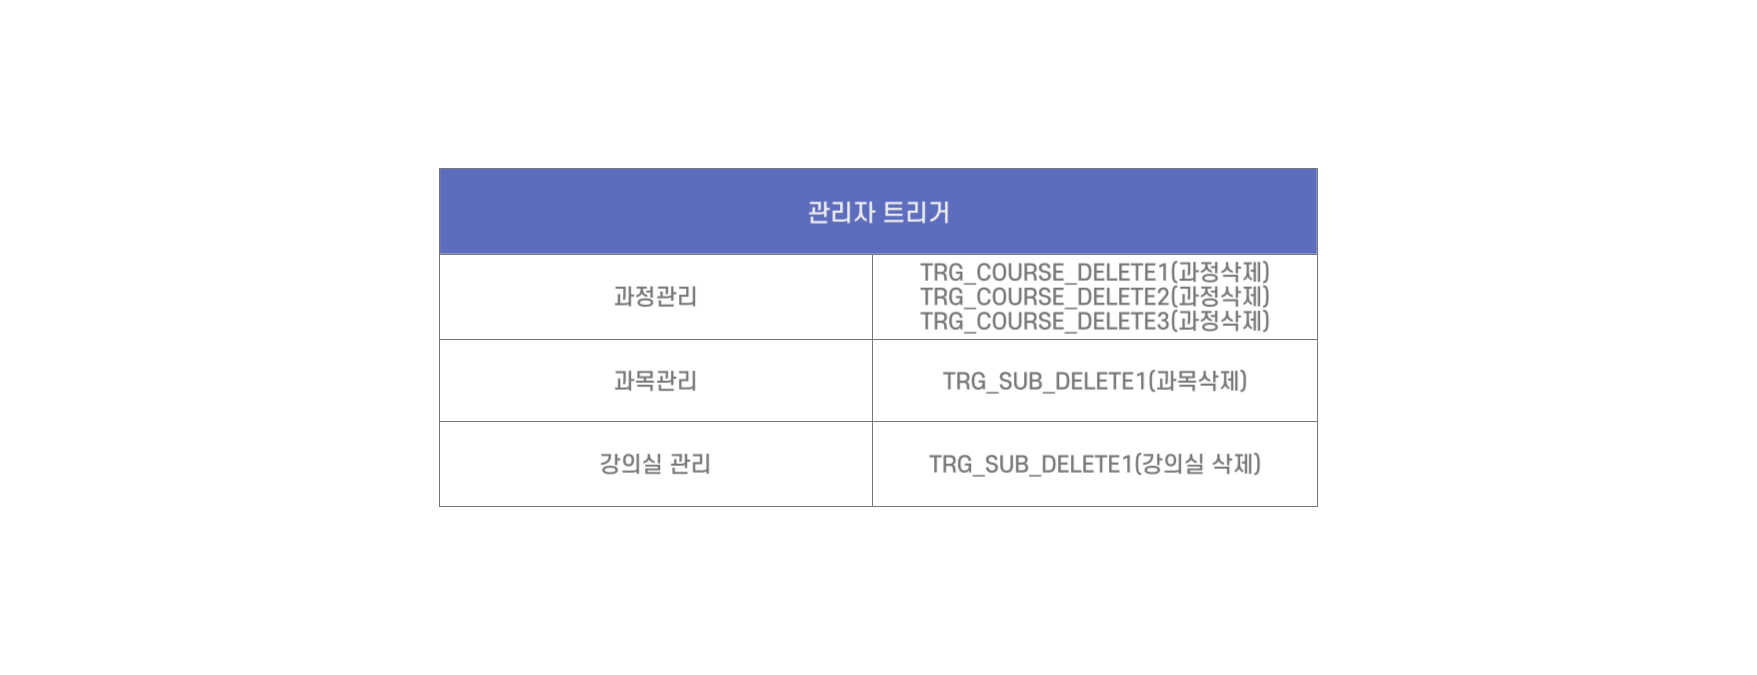 관리자 트리거
과정관리
TRG_COURSE_DELETE1(과정삭제)
TRG_COURSE_DELETE2(과정삭제)
TRG_COURSE_DELETE3(과정삭제)
과목관리
TRG_SUB_DELETE1(과목삭제)
강의실 관리
TRG_SUB_DELETE1(강의실 삭제)